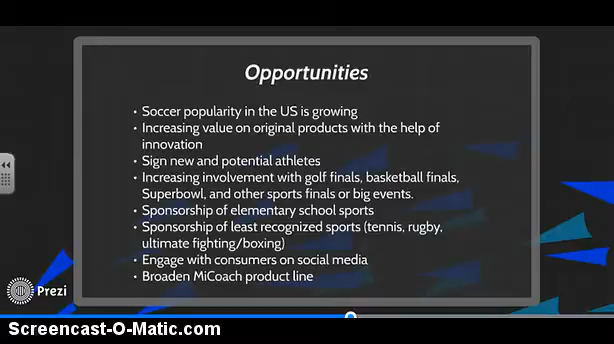 Opportunities
• Soccer popularity in the US is growing
• Increasing value on original products with the help of
innovation
• Sign new and potential athletes
• Increasing involvement with golf finals, basketball finals,
Superbowl, and other sports finals or big events.
• Sponsorship of elementary school sports
• Sponsorship of least recognized sports (tennis, rugby,
ultimate fighting/boxing)
• Engage with consumers on social media
• Broaden MiCoach product line
Prezi
Screencast-O-Matic.com